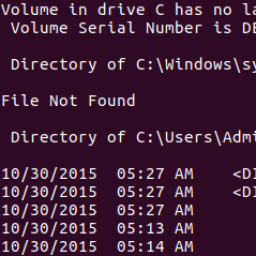 Volume in drive C has no la
Volume Serial Number is DE
Directory of C:\Windows\sy
File Not Found
Directory of C:\Users\Admi
10/30/2015 05:27 AM <DI
10/30/2015 05:27 AM <DI
10/30/2015 05:27 AM
10/30/2015 05:13 AM
10/30/2015 05:14 AM